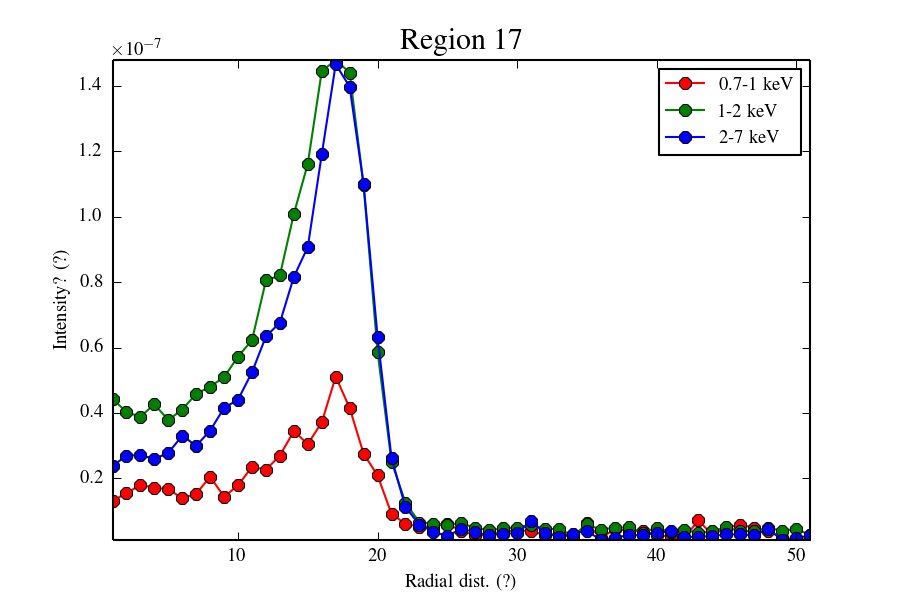 Region 17
×10⁻⁷
0.7-1 keV
1-2 keV
2-7 keV
1.4
1.2
1.0
0.8
0.6
0.4
0.2
Intensity? (?)
10 20 30 40 50
Radial dist. (?)